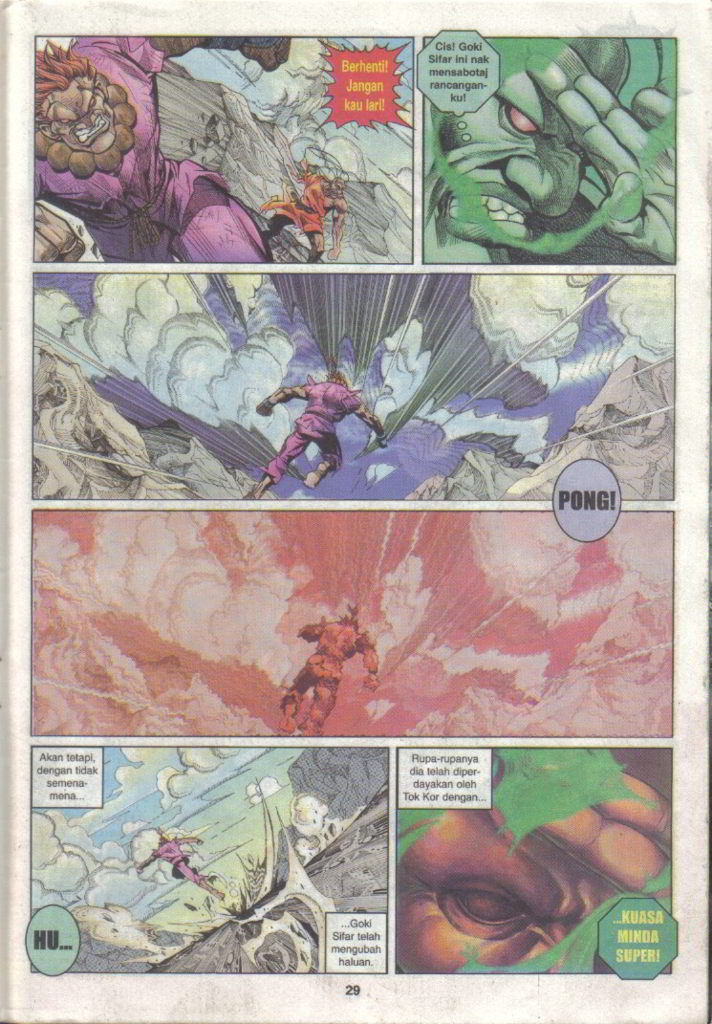 Berhenti!
Jangan
kau lari!
Cis! Goki
Sifar ini nak
mensabotaj
rancangan-
ku!
PONG!
Akan tetapi,
dengan tidak
semena-
mena...
HU...
...Goki
Sifar telah
mengubah
haluan.
Rupa-rupanya
dia telah diper-
dayakan oleh
Tok Kor dengan...
...KUASA
MINDA
SUPER!
29